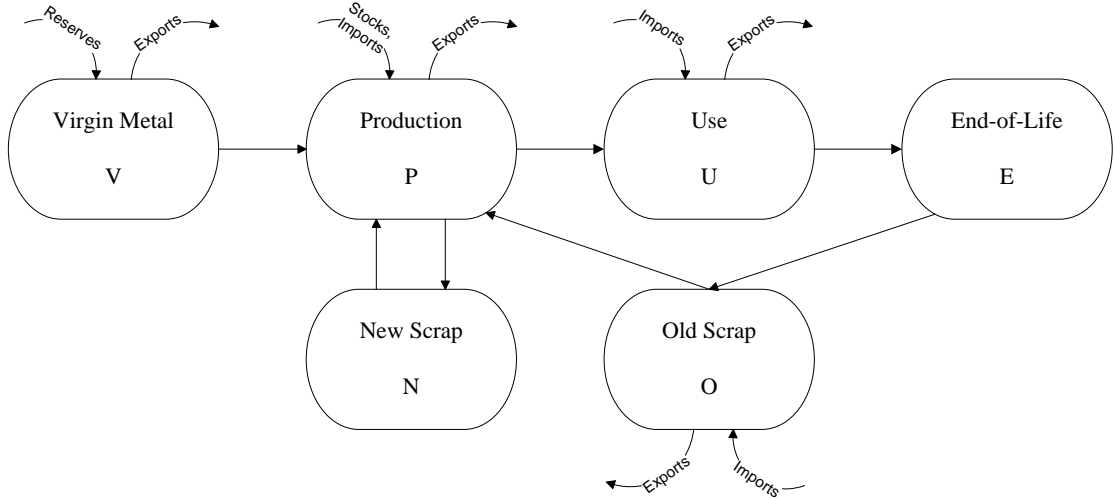 Reserves
Exports
Stocks,
Imports
Exports
Imports
Exports
Virgin Metal
V
Production
P
Use
U
End-of-Life
E
New Scrap
N
Old Scrap
O
Exports
Imports